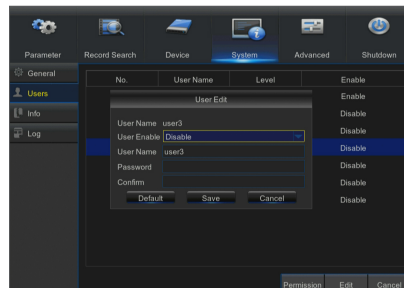 Parameter
Record Search
Device
System
Advanced
Shutdown
General
Users
Info
Log
No. User Name Level Enable
Enable
Disable
Disable
Disable
Disable
Disable
Disable
User Edit
User Name user3
User Enable Disable
User Name user3
Password
Confirm
Default Save Cancel
Permission Edit Cancel